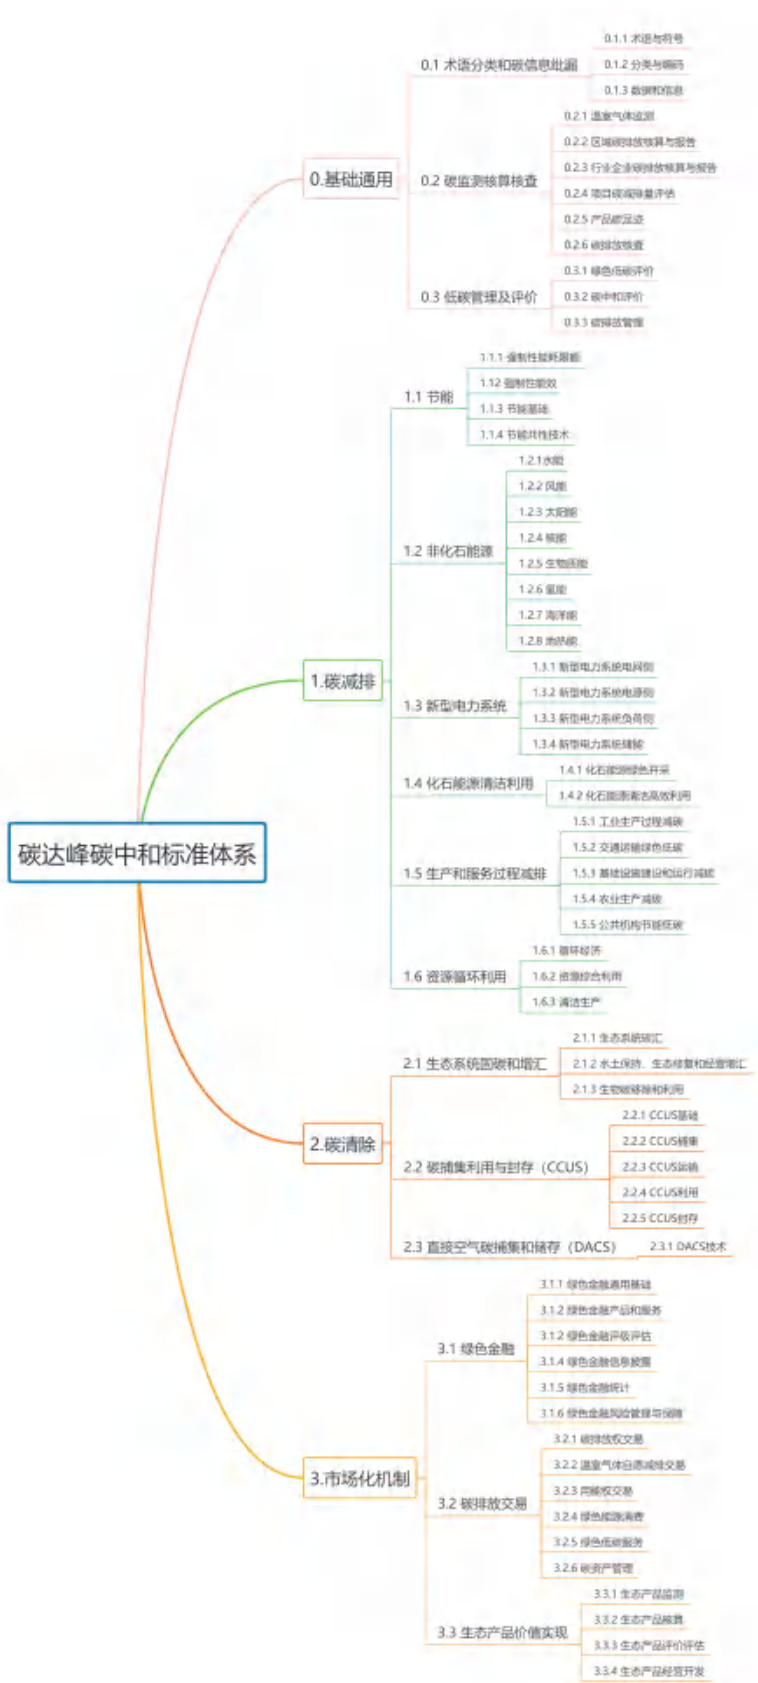 碳达峰碳中和标准体系
0.基础通用
0.1 术语分类和碳信息纰漏
0.1.1 术语与符号
0.1.2 分类与编码
0.1.3 数据和信息
0.2 碳监测核算核查
0.2.1 温室气体监测
0.2.2 区域碳排放核算与报告
0.2.3 行业企业碳排放核算与报告
0.2.4 项目碳减排量评估
0.2.5 产品碳足迹
0.2.6 碳排放核查
0.3 低碳管理及评价
0.3.1 绿色低碳评价
0.3.2 碳中和评价
0.3.3 碳排放管理
1.碳减排
1.1 节能
1.1.1 强制性能耗限额
1.12 强制性能效
1.1.3 节能基础
1.1.4 节能共性技术
1.2 非化石能源
1.2.1水能
1.2.2 风能
1.2.3 太阳能
1.2.4 核能
1.2.5 生物质能
1.2.6 氢能
1.2.7 海洋能
1.2.8 地热能
1.3 新型电力系统
1.3.1 新型电力系统电网侧
1.3.2 新型电力系统电源侧
1.3.3 新型电力系统负荷侧
1.3.4 新型电力系统储能
1.4 化石能源清洁利用
1.4.1 化石能源绿色开采
1.4.2 化石能源清洁高效利用
1.5 生产和服务过程减排
1.5.1 工业生产过程减碳
1.5.2 交通运输绿色低碳
1.5.3 基础设施建设和运行减碳
1.5.4 农业生产减碳
1.5.5 公共机构节能低碳
1.6 资源循环利用
1.6.1 循环经济
1.6.2 资源综合利用
1.6.3 清洁生产
2.碳清除
2.1 生态系统固碳和增汇
2.1.1 生态系统碳汇
2.1.2 水土保持、生态修复和经营增汇
2.1.3 生物碳移除和利用
2.2 碳捕集利用与封存（CCUS）
2.2.1 CCUS基础
2.2.2 CCUS捕集
2.2.3 CCUS运输
2.2.4 CCUS利用
2.2.5 CCUS封存
2.3 直接空气碳捕集和储存（DACS）
2.3.1 DACS技术
3.市场化机制
3.1 绿色金融
3.1.1 绿色金融通用基础
3.1.2 绿色金融产品和服务
3.1.2 绿色金融评级评估
3.1.4 绿色金融信息披露
3.1.5 绿色金融统计
3.1.6 绿色金融风险管理与保障
3.2 碳排放交易
3.2.1 碳排放权交易
3.2.2 温室气体自愿减排交易
3.2.3 用能权交易
3.2.4 绿色能源消费
3.2.5 绿色低碳服务
3.2.6 碳资产管理
3.3 生态产品价值实现
3.3.1 生态产品监测
3.3.2 生态产品核算
3.3.3 生态产品评价评估
3.3.4 生态产品经营开发